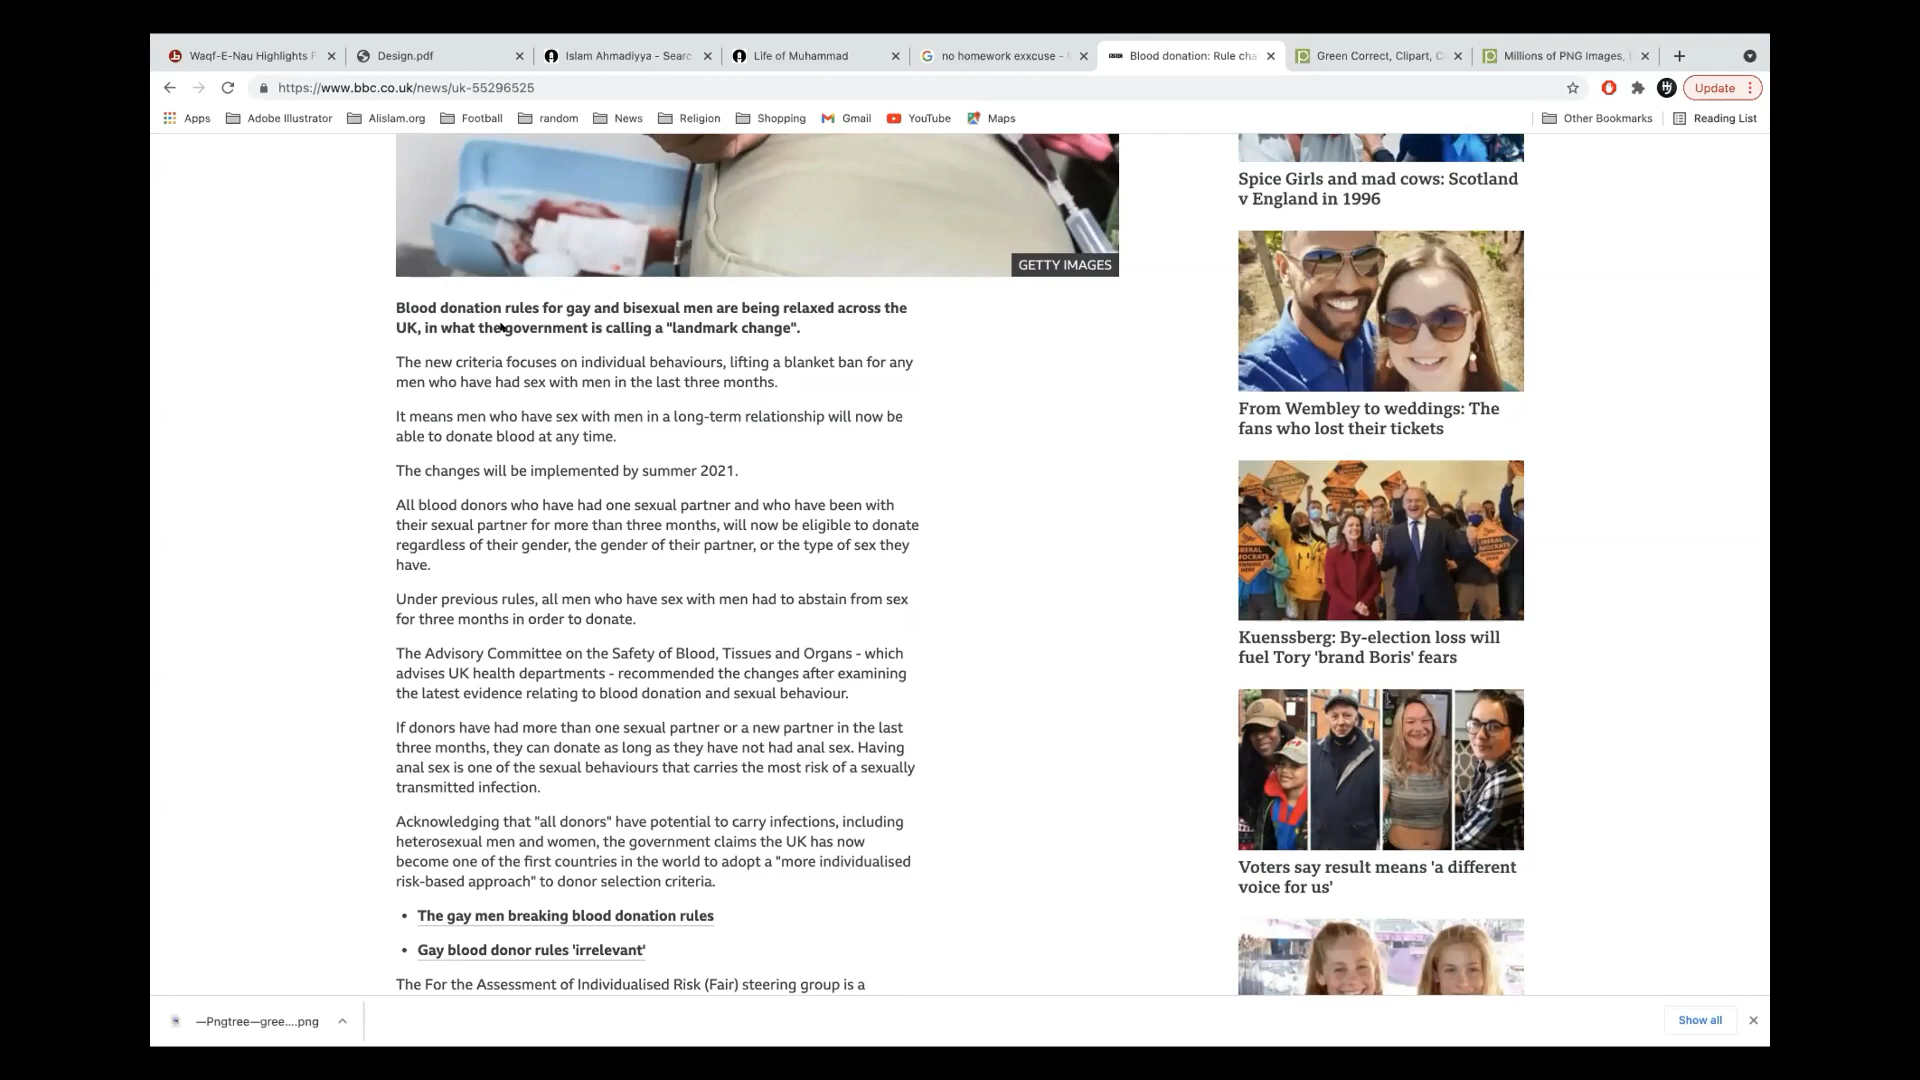 Waqf-E-Nau Highlights F
Design.pdf
Islam Ahmadiyya - Searc
Life of Muhammad
no homework exxcuse - G
Blood donation: Rule cha
Green Correct, Clipart, C
Millions of PNG Images,
https://www.bbc.co.uk/news/uk-55296525
Update
Apps
Adobe Illustrator
Alislam.org
Football
random
News
Religion
Shopping
Gmail
YouTube
Maps
Other Bookmarks
Reading List
GETTY IMAGES
Blood donation rules for gay and bisexual men are being relaxed across the
UK, in what the government is calling a "landmark change".
The new criteria focuses on individual behaviours, lifting a blanket ban for any
men who have had sex with men in the last three months.
It means men who have sex with men in a long-term relationship will now be
able to donate blood at any time.
The changes will be implemented by summer 2021.
All blood donors who have had one sexual partner and who have been with
their sexual partner for more than three months, will now be eligible to donate
regardless of their gender, the gender of their partner, or the type of sex they
have.
Under previous rules, all men who have sex with men had to abstain from sex
for three months in order to donate.
The Advisory Committee on the Safety of Blood, Tissues and Organs - which
advises UK health departments - recommended the changes after examining
the latest evidence relating to blood donation and sexual behaviour.
If donors have had more than one sexual partner or a new partner in the last
three months, they can donate as long as they have not had anal sex. Having
anal sex is one of the sexual behaviours that carries the most risk of a sexually
transmitted infection.
Acknowledging that "all donors" have potential to carry infections, including
heterosexual men and women, the government claims the UK has now
become one of the first countries in the world to adopt a "more individualised
risk-based approach" to donor selection criteria.
• The gay men breaking blood donation rules
• Gay blood donor rules 'irrelevant'
The For the Assessment of Individualised Risk (Fair) steering group is a
Spice Girls and mad cows: Scotland
v England in 1996
From Wembley to weddings: The
fans who lost their tickets
Kuenssberg: By-election loss will
fuel Tory 'brand Boris' fears
Voters say result means 'a different
voice for us'
—Pngtree—gree....png
Show all